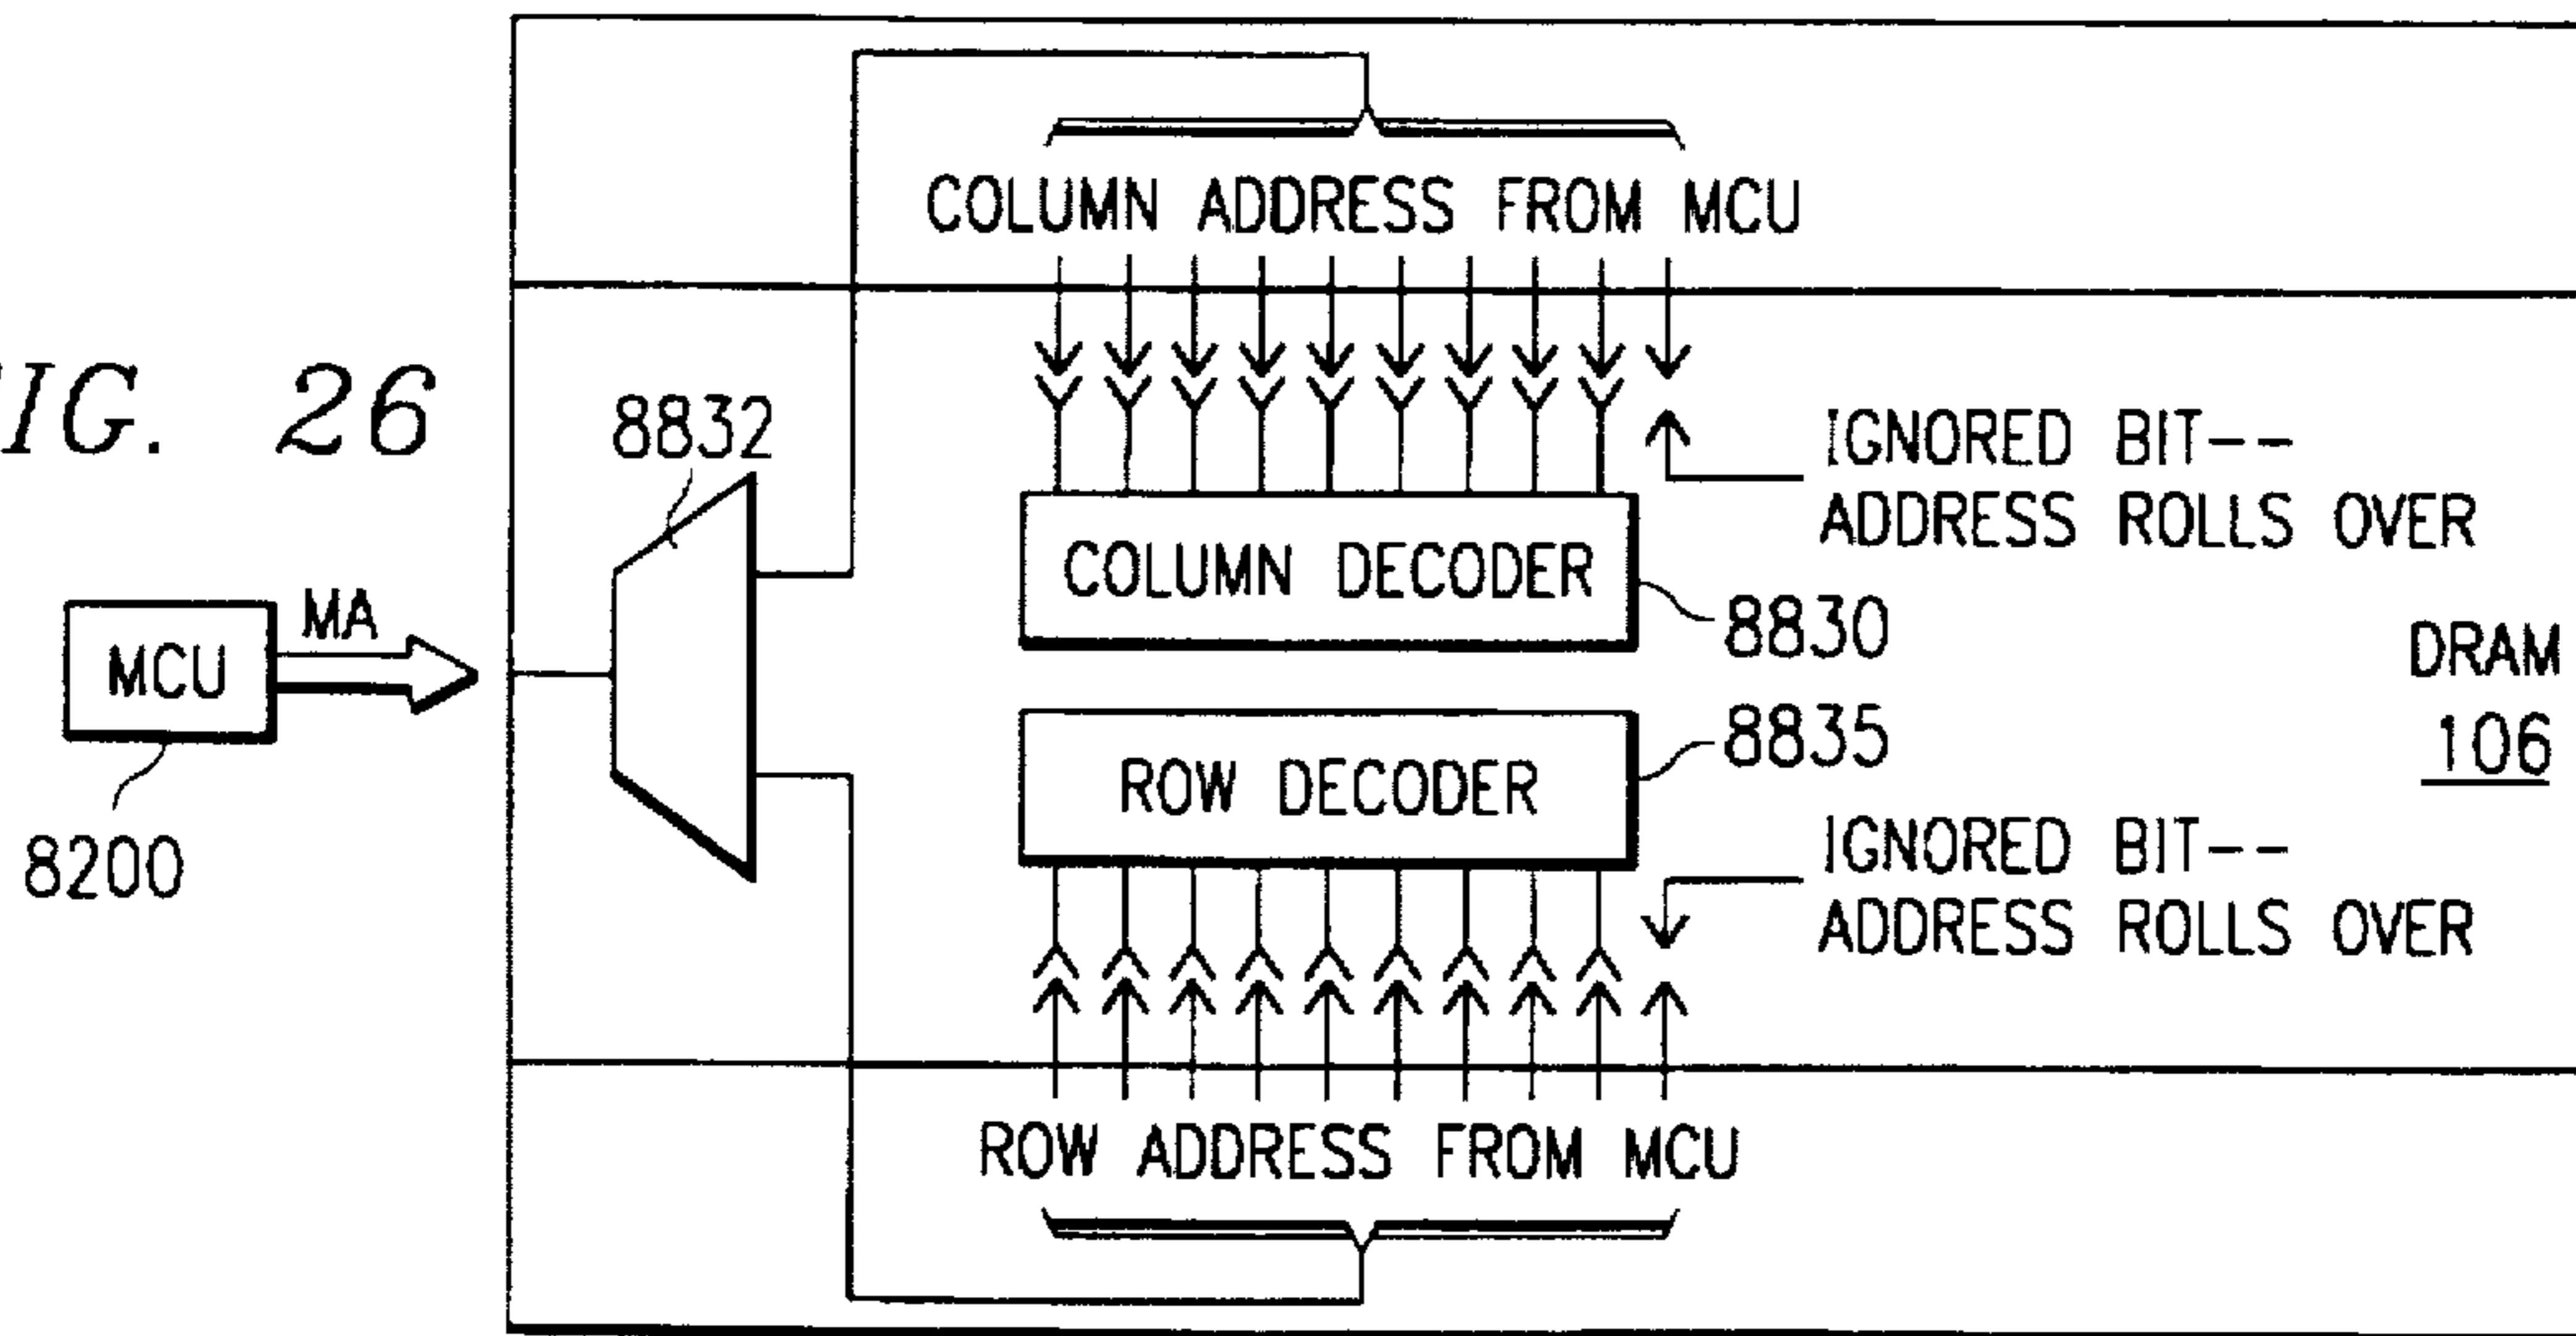 COLUMN ADDRESS FROM MCU
IG. 26
8832
IGNORED BIT--
ADDRESS ROLLS OVER
COLUMN DECODER
8830
MCU
MA
8200
DRAM
106
ROW DECODER
8835
IGNORED BIT--
ADDRESS ROLLS OVER
ROW ADDRESS FROM MCU